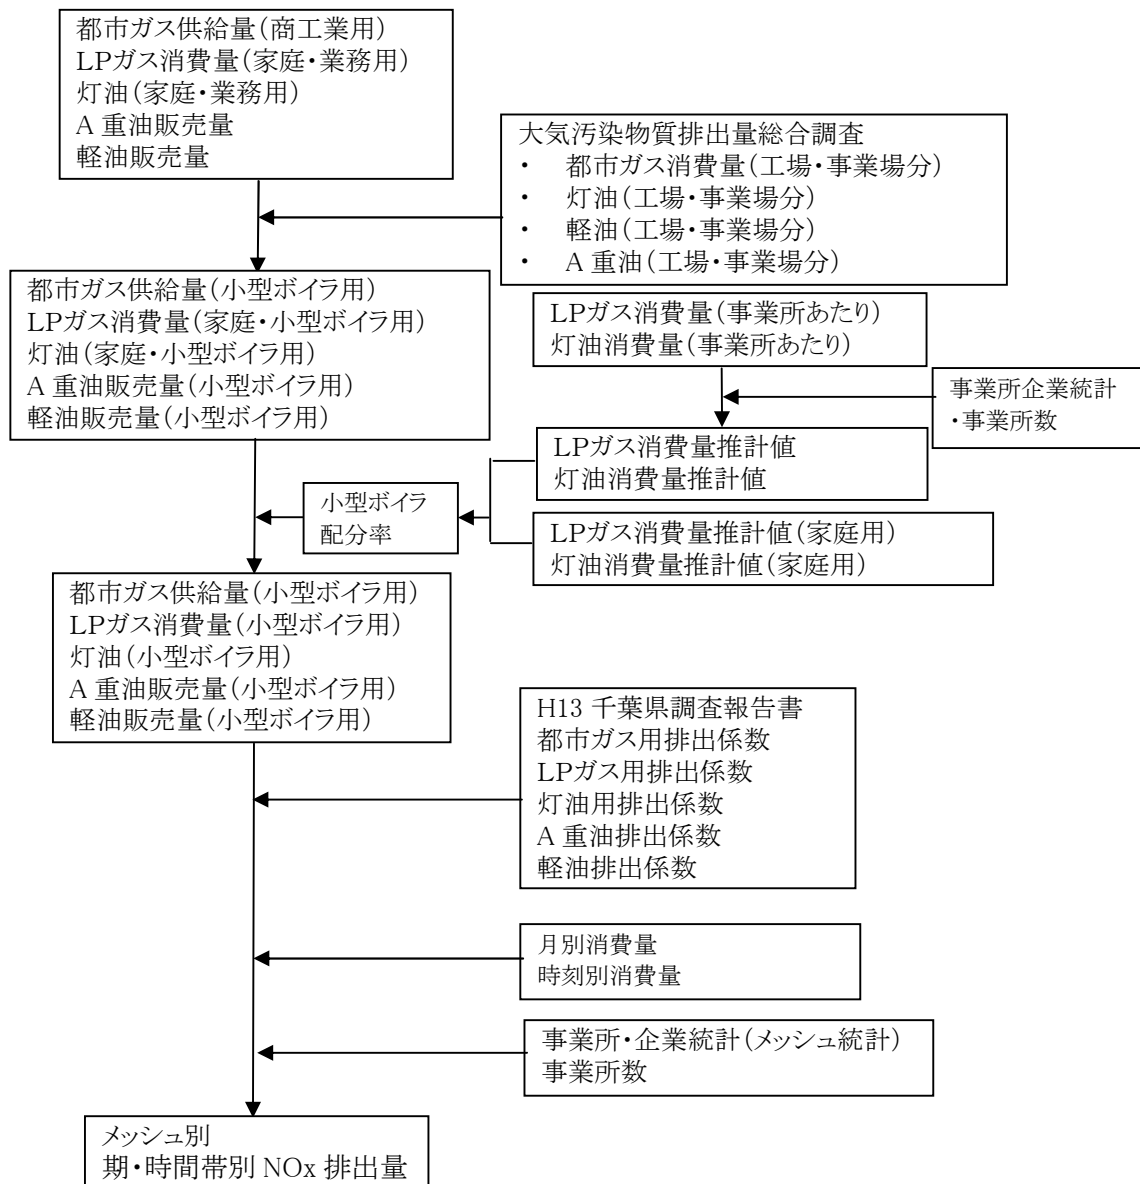 都市ガス供給量(商工業用)
LPガス消費量(家庭・業務用)
灯油(家庭・業務用)
A 重油販売量
軽油販売量
大気汚染物質排出量総合調査
・ 都市ガス消費量(工場・事業場分)
・ 灯油(工場・事業場分)
・ 軽油(工場・事業場分)
・ A 重油(工場・事業場分)
都市ガス供給量(小型ボイラ用)
LPガス消費量(家庭・小型ボイラ用)
灯油(家庭・小型ボイラ用)
A 重油販売量(小型ボイラ用)
軽油販売量(小型ボイラ用)
LPガス消費量(事業所あたり)
灯油消費量(事業所あたり)
事業所企業統計
・事業所数
LPガス消費量推計値
灯油消費量推計値
小型ボイラ
配分率
LPガス消費量推計値(家庭用)
灯油消費量推計値(家庭用)
都市ガス供給量(小型ボイラ用)
LPガス消費量(小型ボイラ用)
灯油(小型ボイラ用)
A 重油販売量(小型ボイラ用)
軽油販売量(小型ボイラ用)
H13 千葉県調査報告書
都市ガス用排出係数
LPガス用排出係数
灯油用排出係数
A 重油排出係数
軽油排出係数
月別消費量
時刻別消費量
事業所・企業統計(メッシュ統計)
事業所数
メッシュ別
期・時間帯別 NOx 排出量